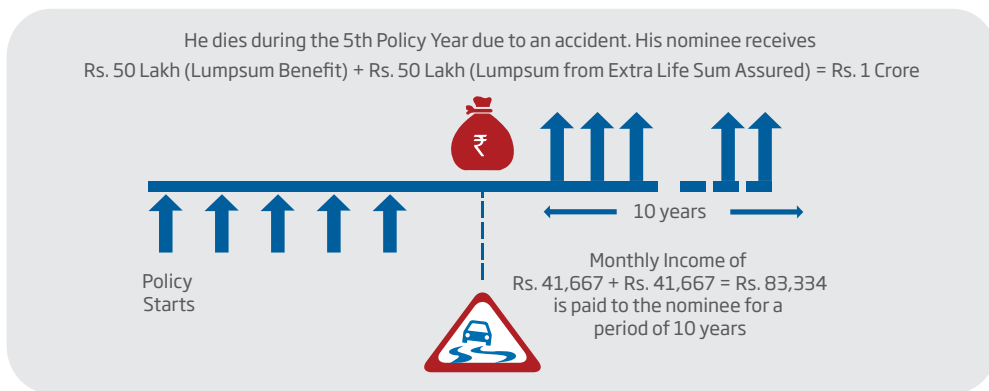 He dies during the 5th Policy Year due to an accident. His nominee receives
Rs. 50 Lakh (Lumpsum Benefit) + Rs. 50 Lakh (Lumpsum from Extra Life Sum Assured) = Rs. 1 Crore
₹
10 years
Policy
Starts
Monthly Income of
Rs. 41,667 + Rs. 41,667 = Rs. 83,334
is paid to the nominee for a
period of 10 years